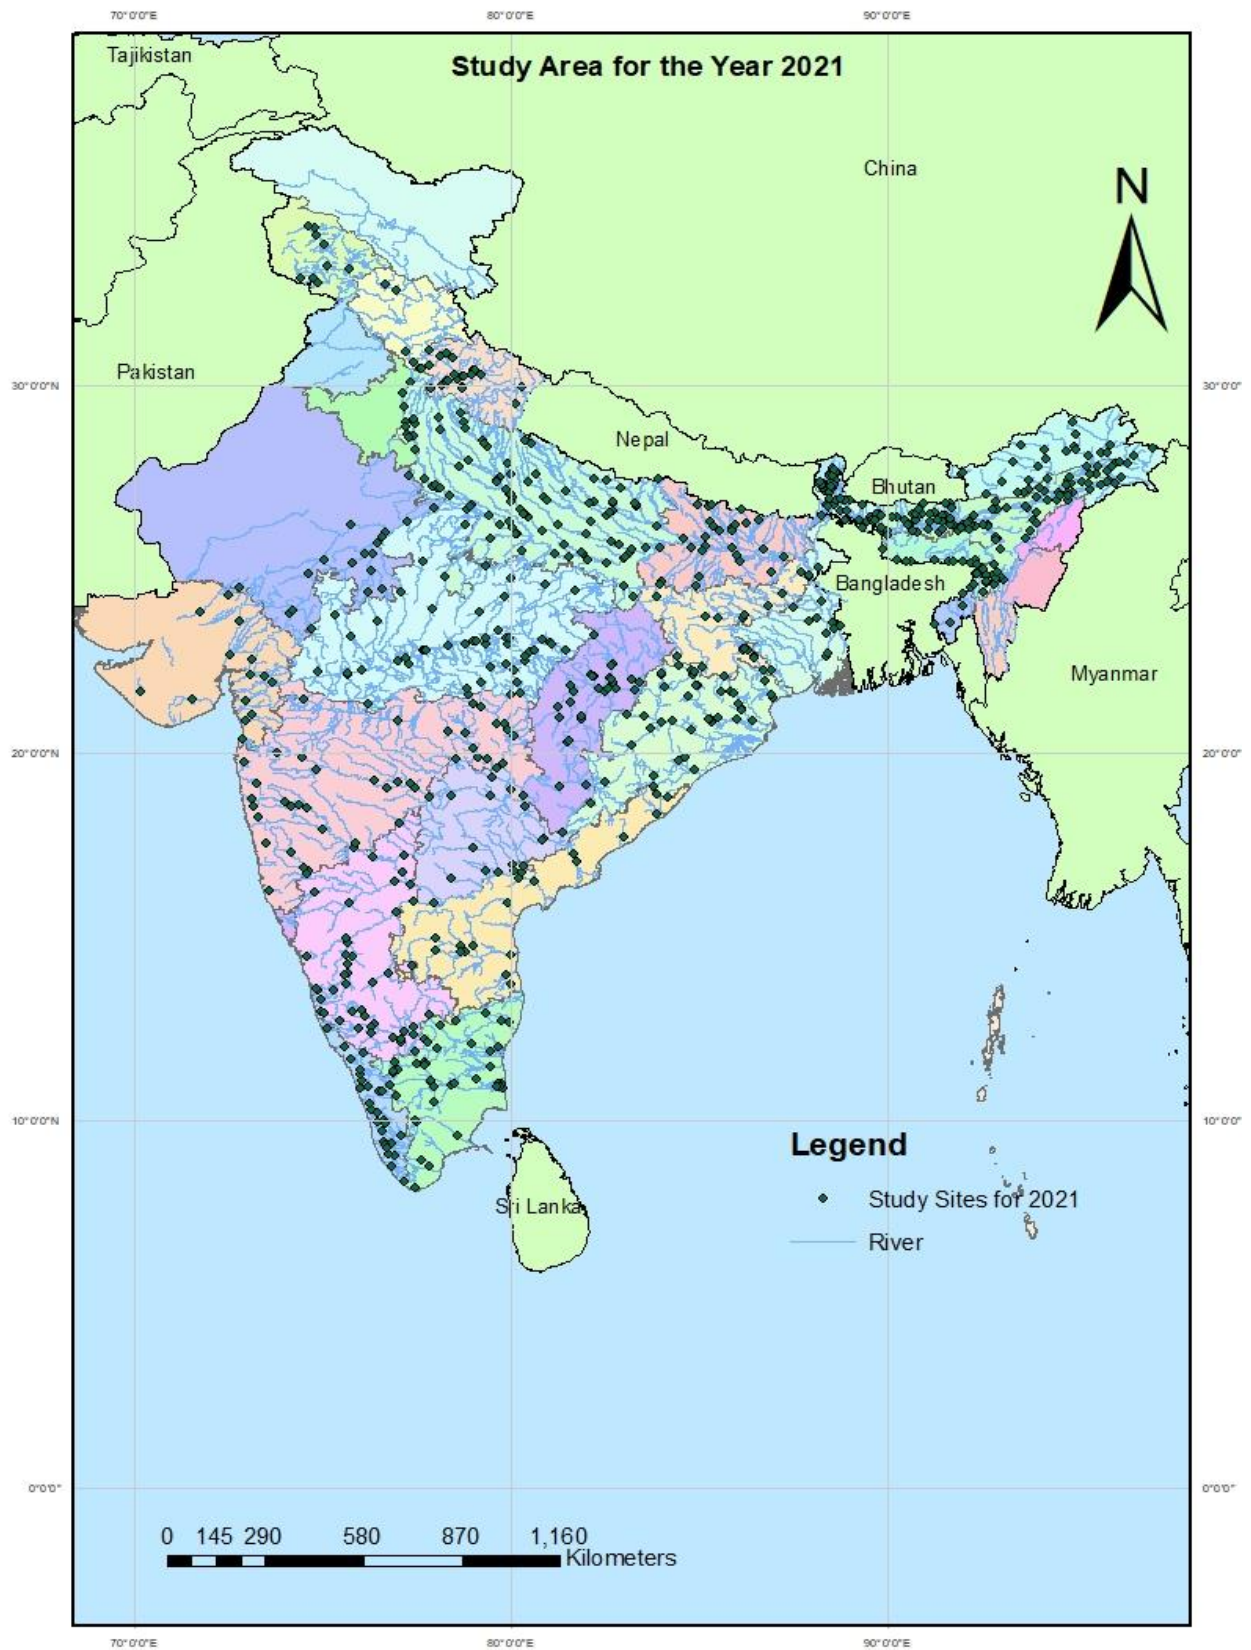 70°0'0"E 80°0'0"E 90°0'0"E
Study Area for the Year 2021
Tajikistan
China
N
Pakistan
30°0'0"N 30°0'0"N
Nepal
Bhutan
Bangladesh
Myanmar
20°0'0"N 20°0'0"N
10°0'0"N 10°0'0"N
Legend
Study Sites for 2021
Sri Lanka
River
0°0'0" 0°0'0"
0 145 290 580 870 1,160
Kilometers
70°0'0"E 80°0'0"E 90°0'0"E